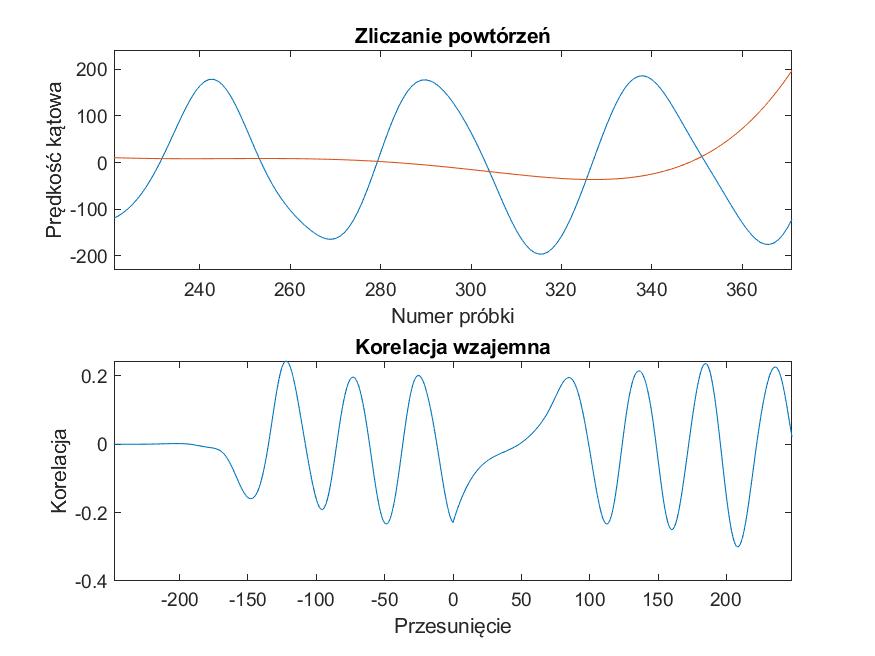 Zliczanie powtórzeń
Prędkość kątowa
200
100
0
-100
-200
240 260 280 300 320 340 360
Numer próbki
Korelacja wzajemna
Korelacja
0.2
0
-0.2
-0.4
-200 -150 -100 -50 0 50 100 150 200
Przesunięcie